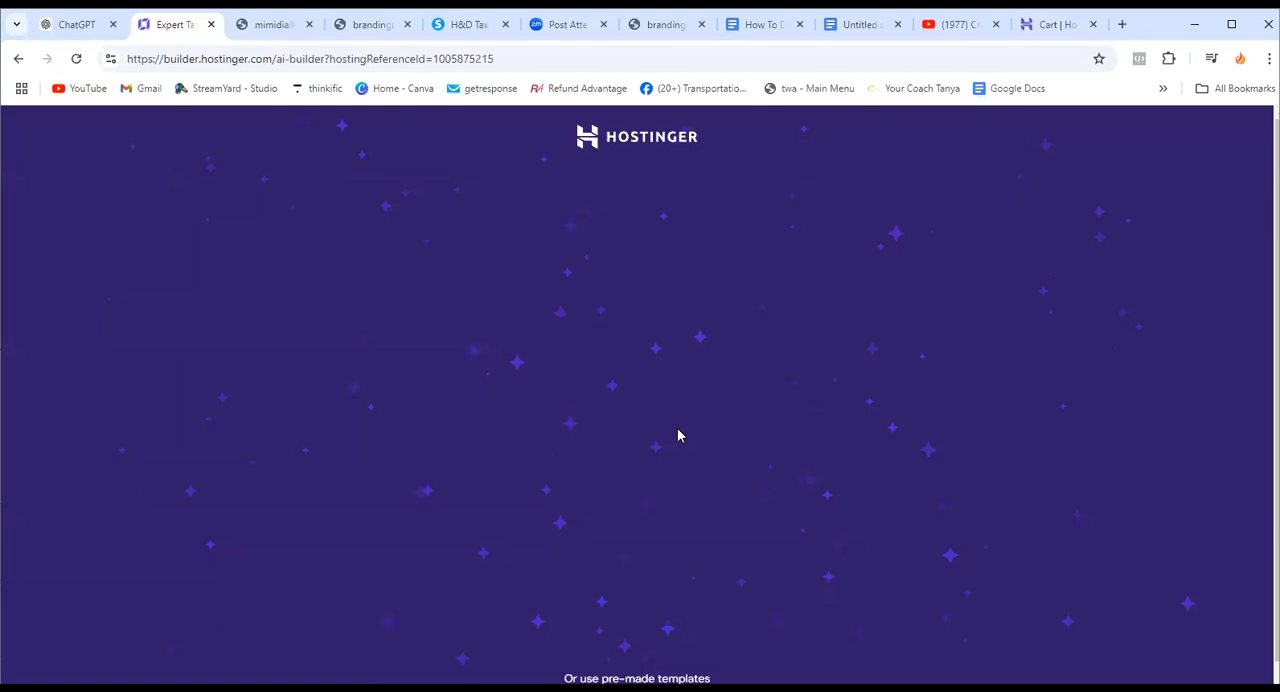 ChatGPT
Expert Ta
mimidiall
branding
H&D Tax
Post Atte
branding
How To D
Untitled
(1977) C
Cart | Ho
https://builder.hostinger.com/ai-builder?hostingReferenceId=1005875215
YouTube
Gmail
StreamYard - Studio
thinkific
Home - Canva
getresponse
RA Refund Advantage
(20+) Transportatio...
twa - Main Menu
Your Coach Tanya
Google Docs
»
All Bookmarks
HOSTINGER
Or use pre-made templates